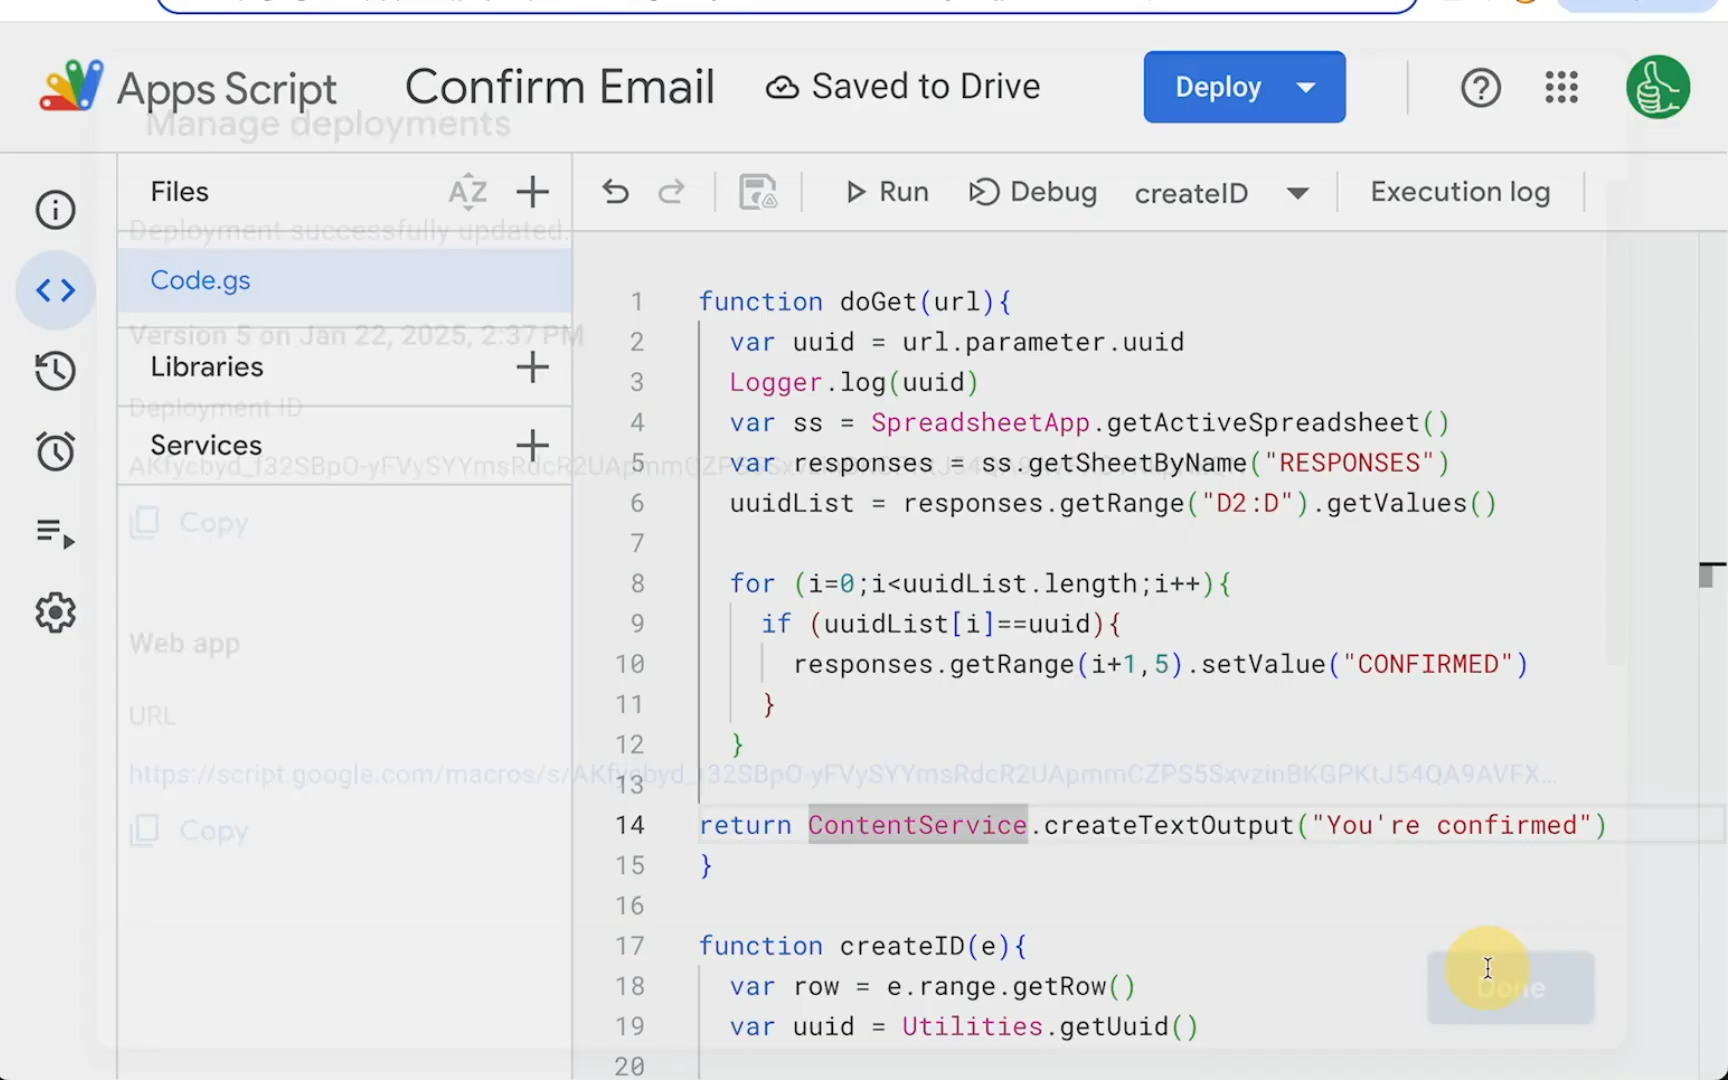 Apps Script
Confirm Email
Saved to Drive
Deploy
Manage deployments
Files
AZ
Run
Debug
createID
Execution log
Deployment successfully updated.
Code.gs
Version 5 on Jan 22, 2025, 2:37 PM
Libraries
Deployment ID
Services
Copy
Web app
URL
Copy
1 function doGet(url){
2 var uuid = url.parameter.uuid
3 Logger.log(uuid)
4 var ss = SpreadsheetApp.getActiveSpreadsheet()
5 var responses = ss.getSheetByName("RESPONSES")
6 uuidList = responses.getRange("D2:D").getValues()
7
8 for (i=0;i<uuidList.length;i++){
9 if (uuidList[i]==uuid){
10 responses.getRange(i+1,5).setValue("CONFIRMED")
11 }
12 }
13
14 return ContentService.createTextOutput("You're confirmed")
15 }
16
17 function createID(e){
18 var row = e.range.getRow()
19 var uuid = Utilities.getUuid()
20
Done